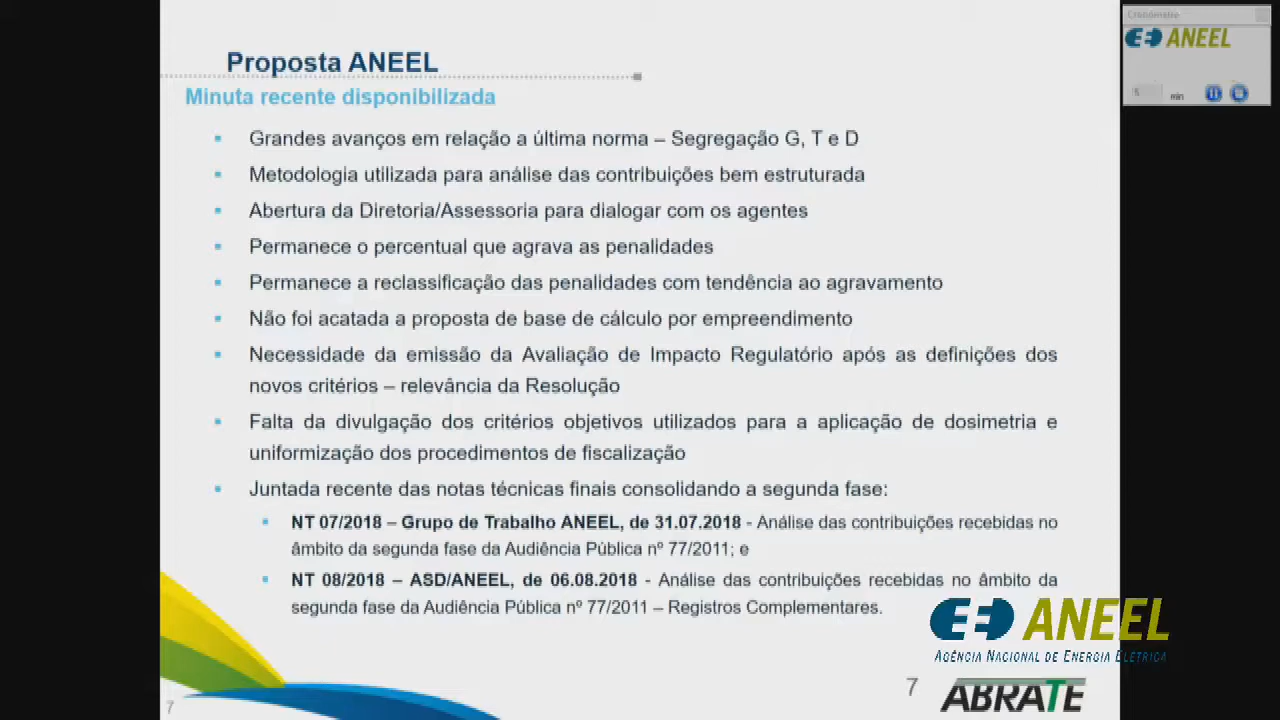 Cronômetro
ANEEL
5 min
Proposta ANEEL
Minuta recente disponibilizada
Grandes avanços em relação a última norma – Segregação G, T e D
Metodologia utilizada para análise das contribuições bem estruturada
Abertura da Diretoria/Assessoria para dialogar com os agentes
Permanece o percentual que agrava as penalidades
Permanece a reclassificação das penalidades com tendência ao agravamento
Não foi acatada a proposta de base de cálculo por empreendimento
Necessidade da emissão da Avaliação de Impacto Regulatório após as definições dos
novos critérios – relevância da Resolução
Falta da divulgação dos critérios objetivos utilizados para a aplicação de dosimetria e
uniformização dos procedimentos de fiscalização
Juntada recente das notas técnicas finais consolidando a segunda fase:
NT 07/2018 – Grupo de Trabalho ANEEL, de 31.07.2018 - Análise das contribuições recebidas no
âmbito da segunda fase da Audiência Pública nº 77/2011; e
NT 08/2018 – ASD/ANEEL, de 06.08.2018 - Análise das contribuições recebidas no âmbito da
segunda fase da Audiência Pública nº 77/2011 – Registros Complementares.
ANEEL
AGÊNCIA NACIONAL DE ENERGIA ELÉTRICA
7
ABRATE
7